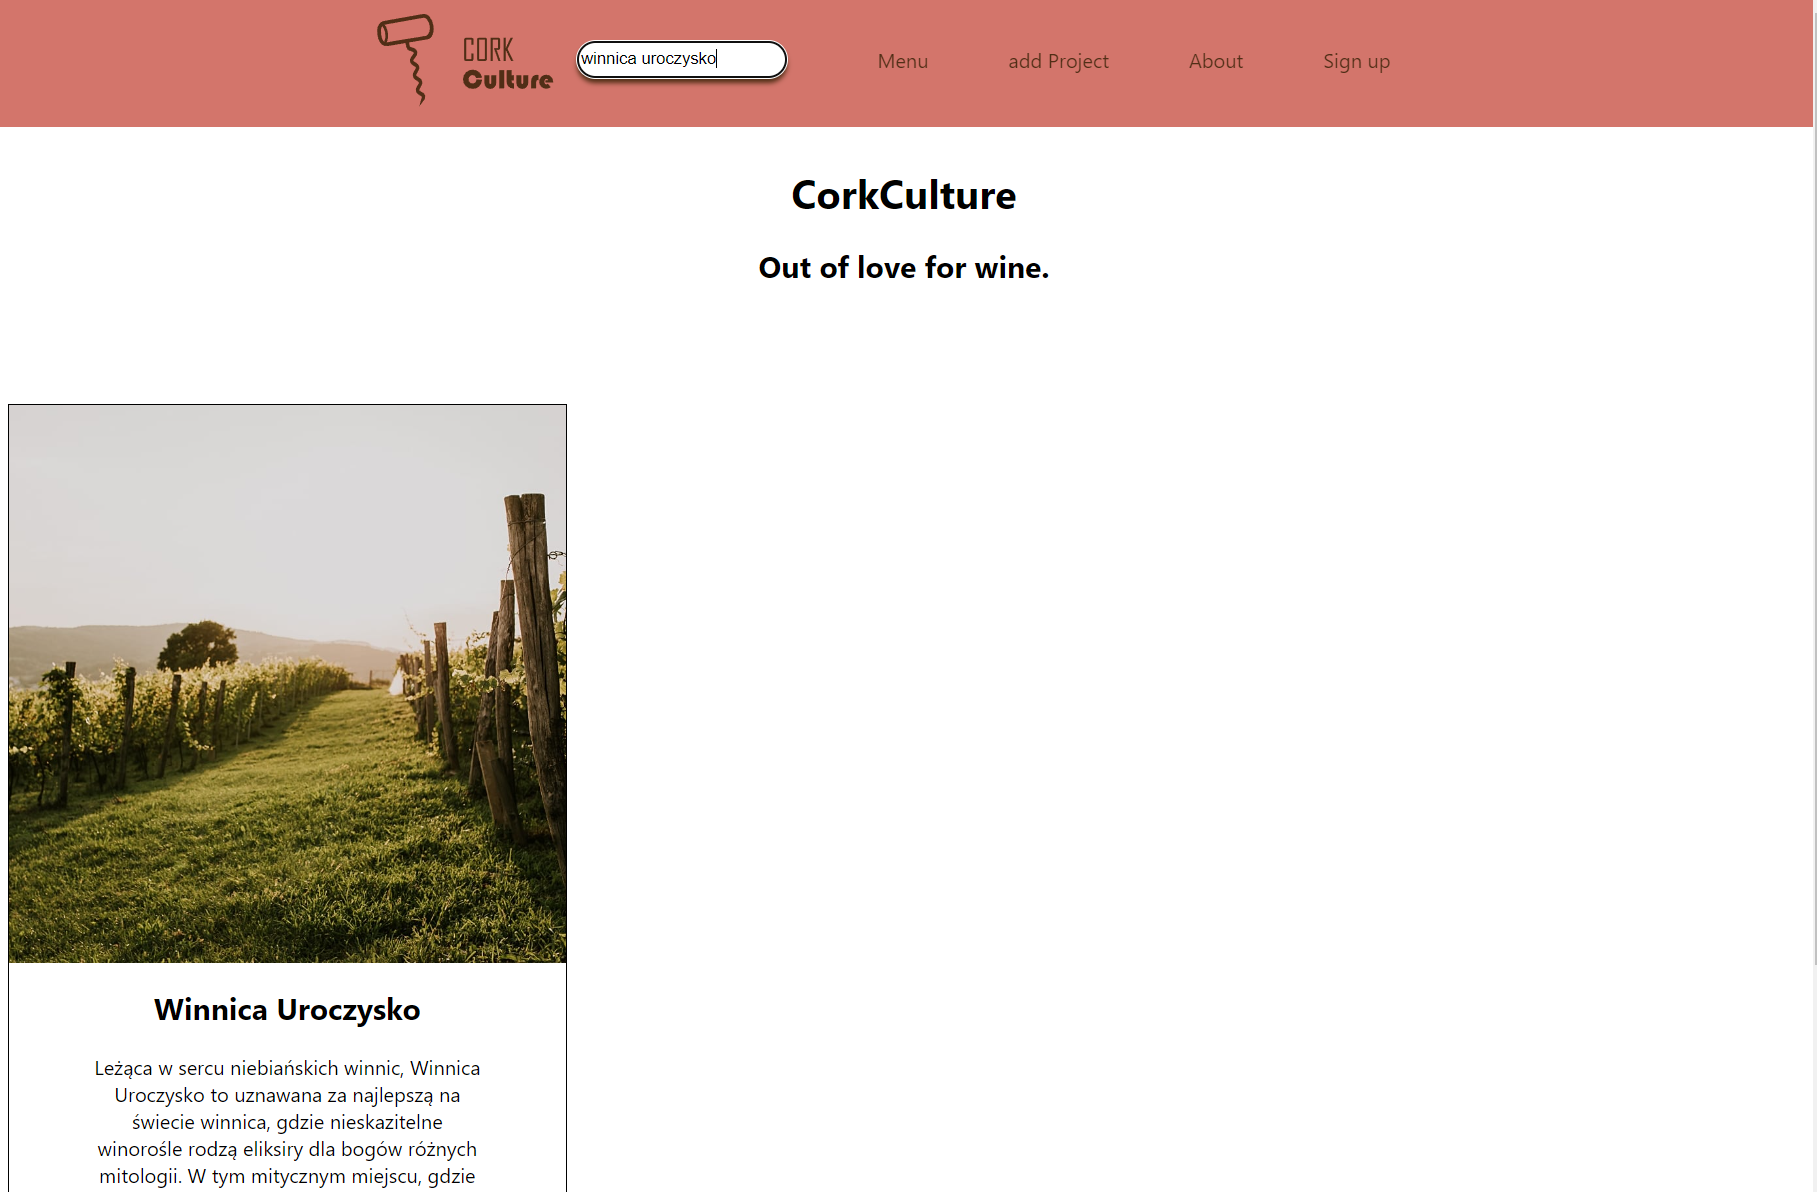 CORK
Culture
winnica uroczysko
Menu
add Project
About
Sign up
CorkCulture
Out of love for wine.
Winnica Uroczysko
Leżąca w sercu niebiańskich winnic, Winnica
Uroczysko to uznawana za najlepszą na
świecie winnica, gdzie nieskazitelne
winorośle rodzą eliksiry dla bogów różnych
mitologii. W tym mitycznym miejscu, gdzie